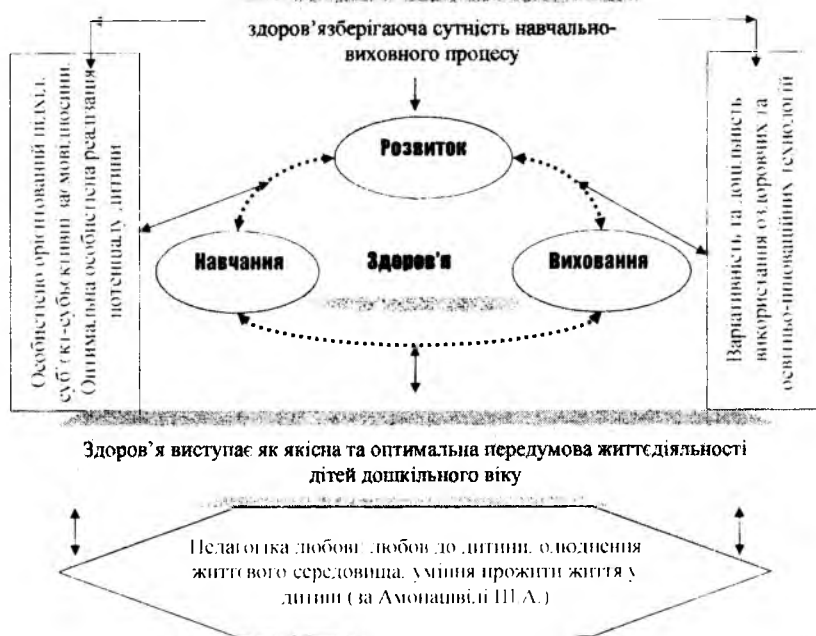 здоров’язберігаюча сутність навчально-
виховного процесу
Особистісно орієнтований підхід,
суб’єкт-субъєктивні взаємовідносини.
Оптимальна особистісна реалізація
потенціалу дитини
Розвиток
Навчання
Здоров’я
Виховання
Варіативність та доцільність
використання оздоровчих та
освітньо-інноваційних технологій
Здоров’я виступає як якісна та оптимальна передумова життєдіяльності
дітей дошкільного віку
Педагогіка любові: любов до дитини, олюднення
життєвого середовища, уміння прожити життя у
дитини (за Амонашвілі Ш.А.)